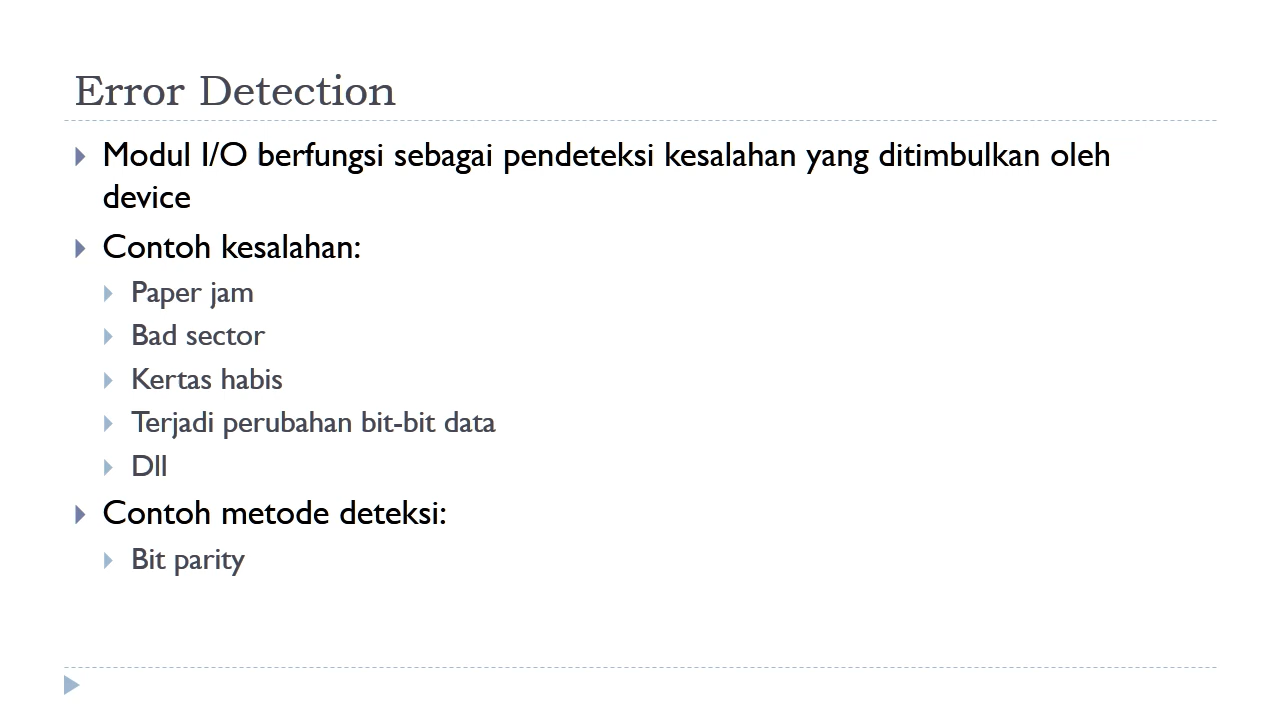 Error Detection
Modul I/O berfungsi sebagai pendeteksi kesalahan yang ditimbulkan oleh
device
Contoh kesalahan:
Paper jam
Bad sector
Kertas habis
Terjadi perubahan bit-bit data
Dll
Contoh metode deteksi:
Bit parity